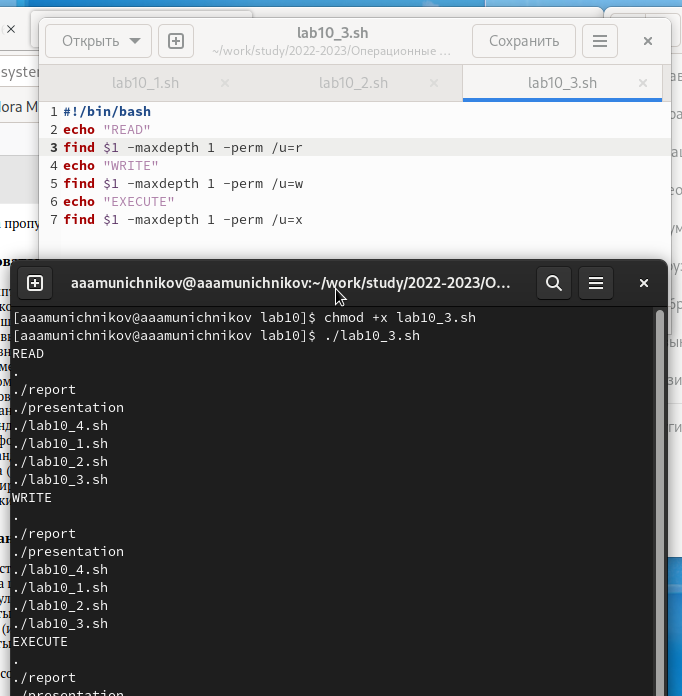 lab10_3.sh
Открыть
~/work/study/2022-2023/Операционные ...
Сохранить
lab10_1.sh
lab10_2.sh
lab10_3.sh
1 #!/bin/bash
2 echo "READ"
3 find $1 -maxdepth 1 -perm /u=r
4 echo "WRITE"
5 find $1 -maxdepth 1 -perm /u=w
6 echo "EXECUTE"
7 find $1 -maxdepth 1 -perm /u=x
aaamunichnikov@aaamunichnikov:~/work/study/2022-2023/O...
[aaamunichnikov@aaamunichnikov lab10]$ chmod +x lab10_3.sh
[aaamunichnikov@aaamunichnikov lab10]$ ./lab10_3.sh
READ
.
./report
./presentation
./lab10_4.sh
./lab10_1.sh
./lab10_2.sh
./lab10_3.sh
WRITE
.
./report
./presentation
./lab10_4.sh
./lab10_1.sh
./lab10_2.sh
./lab10_3.sh
EXECUTE
.
./report
./presentation